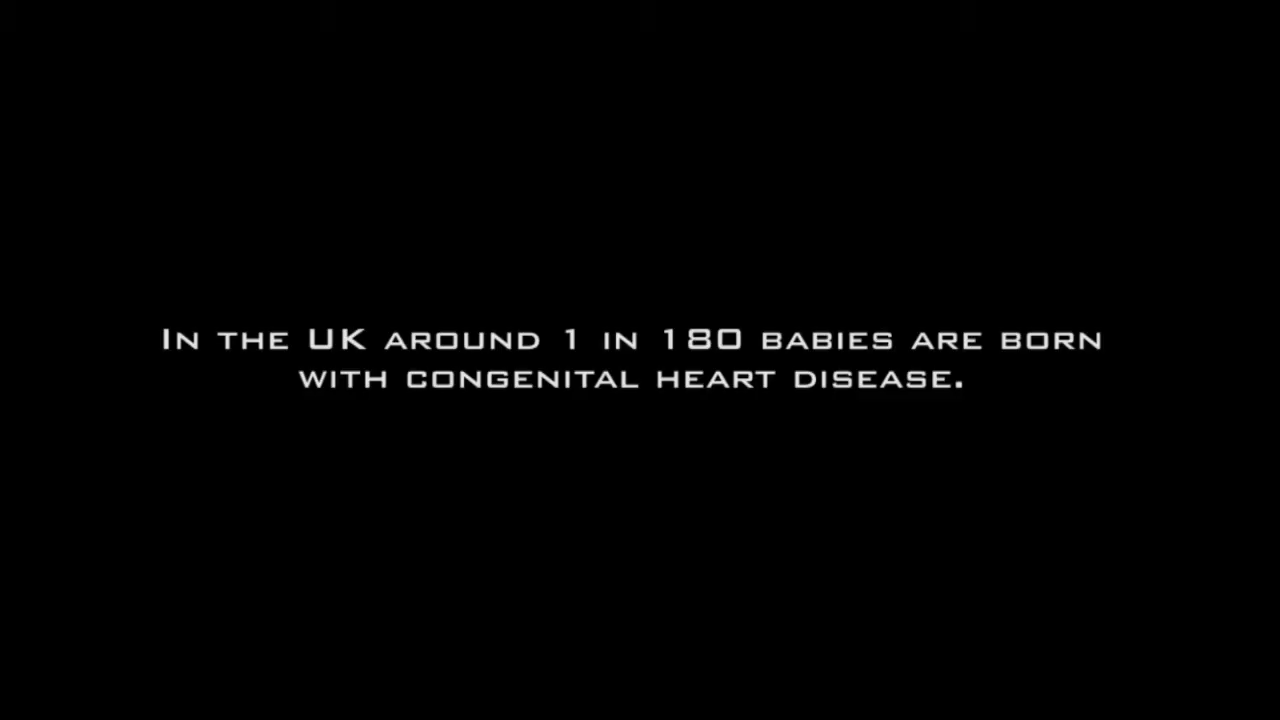 In the UK around 1 in 180 babies are born
with congenital heart disease.